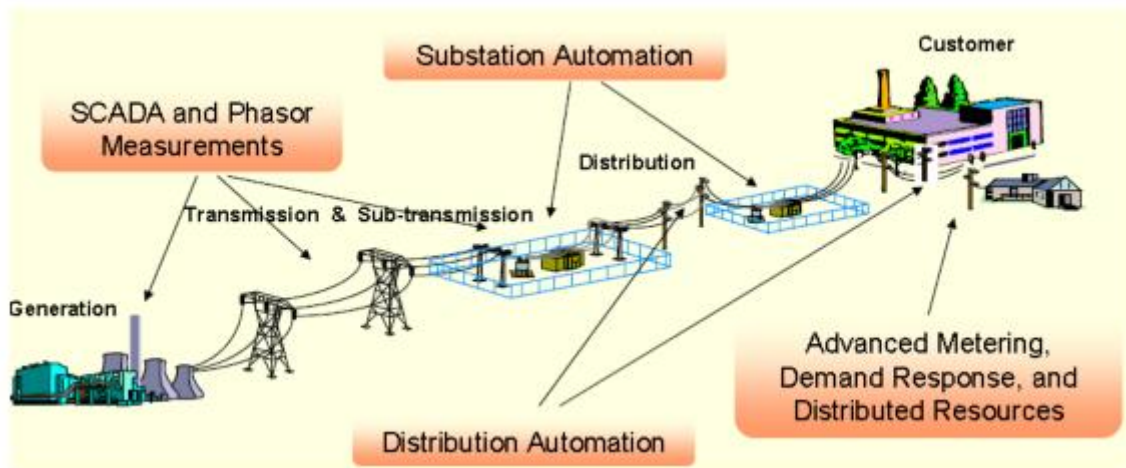 Substation Automation
Customer
SCADA and Phasor
Measurements
Distribution
Transmission & Sub-transmission
Generation
Advanced Metering,
Demand Response, and
Distributed Resources
Distribution Automation